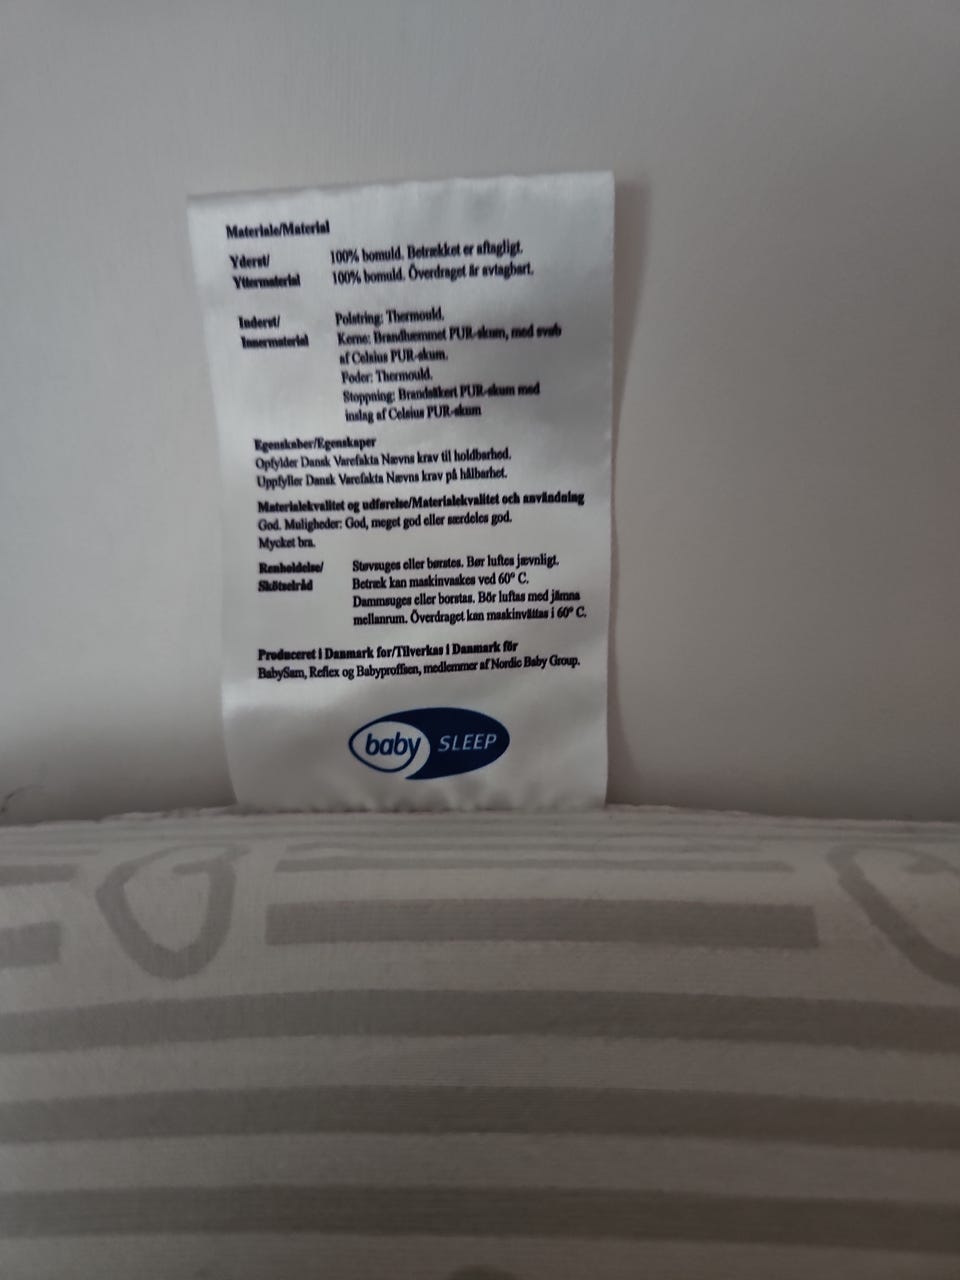 Materiale/Material
Yderst/ 100% bomuld. Betrækket er aftagligt.
Yttermaterial 100% bomuld. Överdraget är avtagbart.
Inderst/ Polstring: Thermould.
Innermaterial Kerne: Brandhæmmet PUR-skum, med svøb
af Celsius PUR-skum.
Foder: Thermould.
Stoppning: Brandsäkert PUR-skum med
inslag af Celsius PUR-skum
Egenskaber/Egenskaper
Opfylder Dansk Varefakta Nævns krav til holdbarhed.
Uppfyller Dansk Varefakta Nævns krav på hålbarhet.
Materialekvalitet og udførelse/Materialekvalitet och användning
God. Muligheder: God, meget god eller særdeles god.
Mycket bra.
Renholdelse/ Støvsuges eller børstes. Bør luftes jævnligt.
Skötselråd Betræk kan maskinvaskes ved 60° C.
Dammsuges eller borstas. Bör luftas med jämna
mellanrum. Överdraget kan maskinvättas i 60° C.
Produceret i Danmark for/Tilverkas i Danmark för
BabySam, Reflex og Babyproffsen, medlemmer af Nordic Baby Group.
baby SLEEP